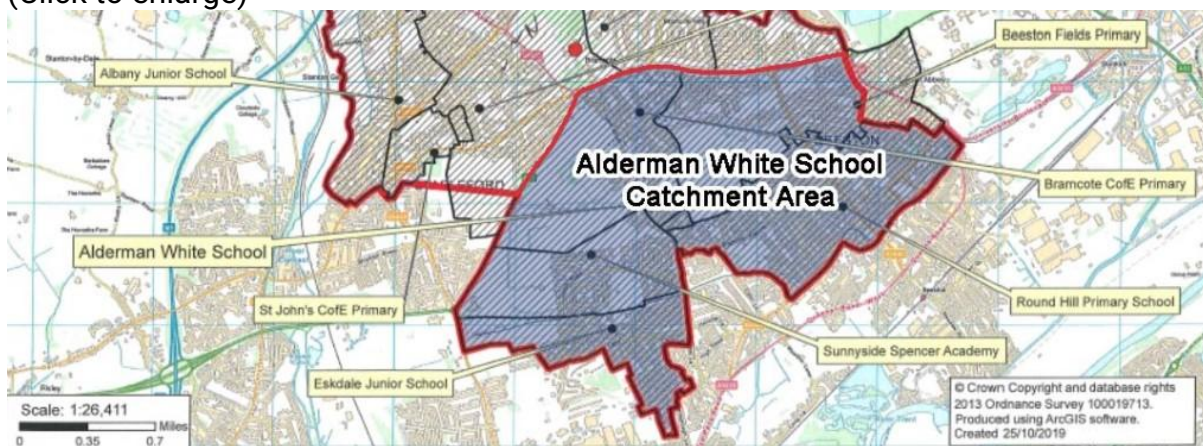 (Click to enlarge)
Beeston Fields Primary
Albany Junior School
Alderman White School
Catchment Area
Bramcote CofE Primary
Alderman White School
St John's CofE Primary
Round Hill Primary School
Sunnyside Spencer Academy
Eskdale Junior School
Risley
Scale: 1:26,411
Miles
0 0.35 0.7
© Crown Copyright and database rights
2013 Ordnance Survey 100019713.
Produced using ArcGIS software.
Created 25/10/2019